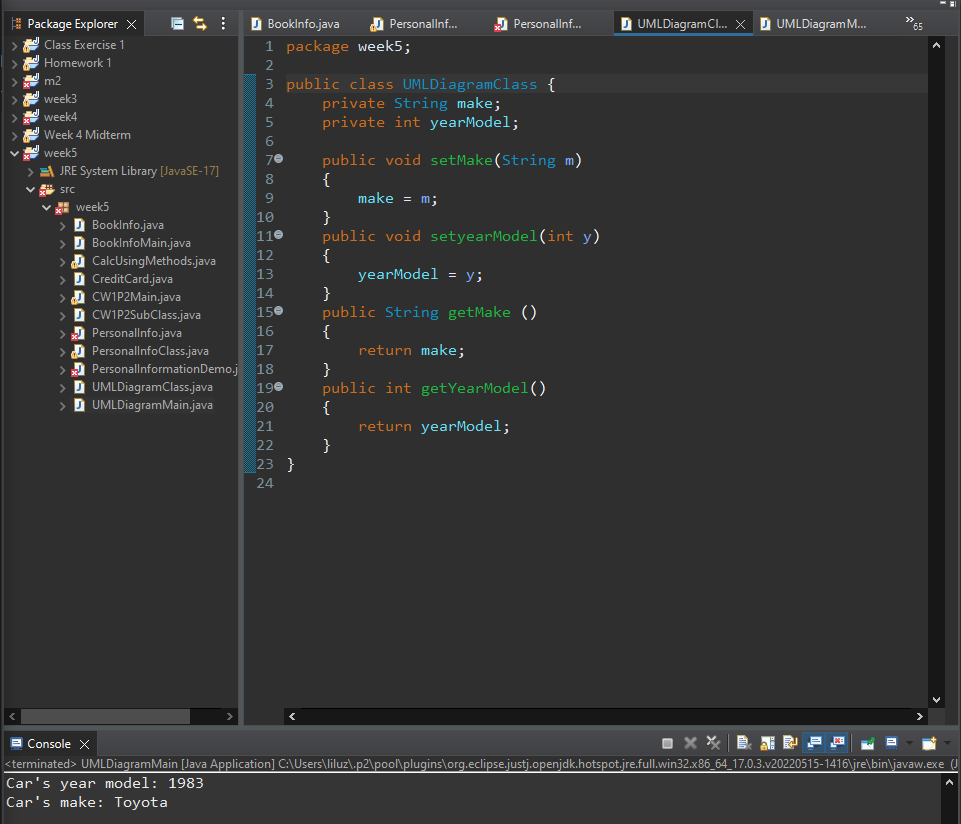 Package Explorer
BookInfo.java
PersonalInf...
PersonalInf...
UMLDiagramCl...
UMLDiagramM...
65
Class Exercise 1
Homework 1
m2
week3
week4
Week 4 Midterm
week5
JRE System Library [JavaSE-17]
src
week5
BookInfo.java
BookInfoMain.java
CalcUsingMethods.java
CreditCard.java
CW1P2Main.java
CW1P2SubClass.java
PersonalInfo.java
PersonalInfoClass.java
PersonalInformationDemo.j
UMLDiagramClass.java
UMLDiagramMain.java
1 package week5;
2
3 public class UMLDiagramClass {
4 private String make;
5 private int yearModel;
6
7 public void setMake(String m)
8 {
9 make = m;
10 }
11 public void setyearModel(int y)
12 {
13 yearModel = y;
14 }
15 public String getMake ()
16 {
17 return make;
18 }
19 public int getYearModel()
20 {
21 return yearModel;
22 }
23 }
24
Console
<terminated> UMLDiagramMain [Java Application] C:\Users\liluz\.p2\pool\plugins\org.eclipse.justj.openjdk.hotspot.jre.full.win32.x86_64_17.0.3.v20220515-1416\jre\bin\javaw.exe (J
Car's year model: 1983
Car's make: Toyota